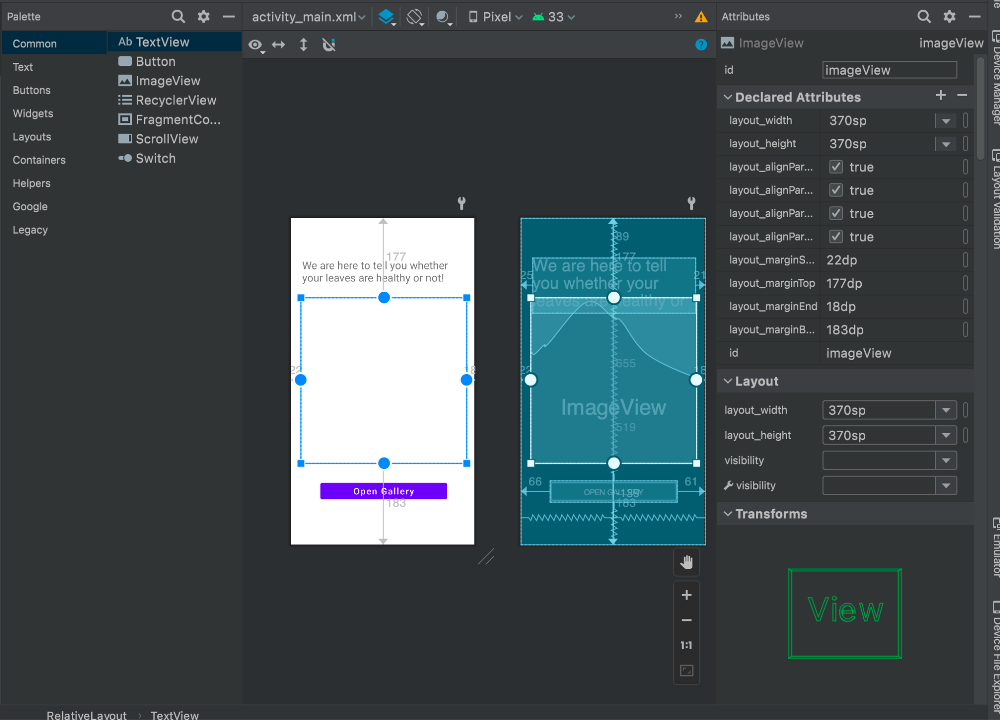 Palette
Common
Text
Buttons
Widgets
Layouts
Containers
Helpers
Google
Legacy
Ab TextView
Button
ImageView
RecyclerView
FragmentCo...
ScrollView
Switch
activity_main.xml
Pixel
33
»
?
177
We are here to tell you whether
your leaves are healthy or not!
22
18
Open Gallery
183
89
177
We are here to tell
you whether your
leaves are healthy or
25
21
655
22
18
ImageView
519
66
61
OPEN GALLERY
139
183
1:1
Attributes
ImageView
imageView
id
imageView
Declared Attributes
layout_width
370sp
layout_height
370sp
layout_alignPar...
true
layout_alignPar...
true
layout_alignPar...
true
layout_alignPar...
true
layout_marginS...
22dp
layout_marginTop
177dp
layout_marginEnd
18dp
layout_marginB...
183dp
id
imageView
Layout
layout_width
370sp
layout_height
370sp
visibility
visibility
Transforms
View
Device Manager
Layout Validation
Emulator
Device File Explorer
RelativeLayout › TextView